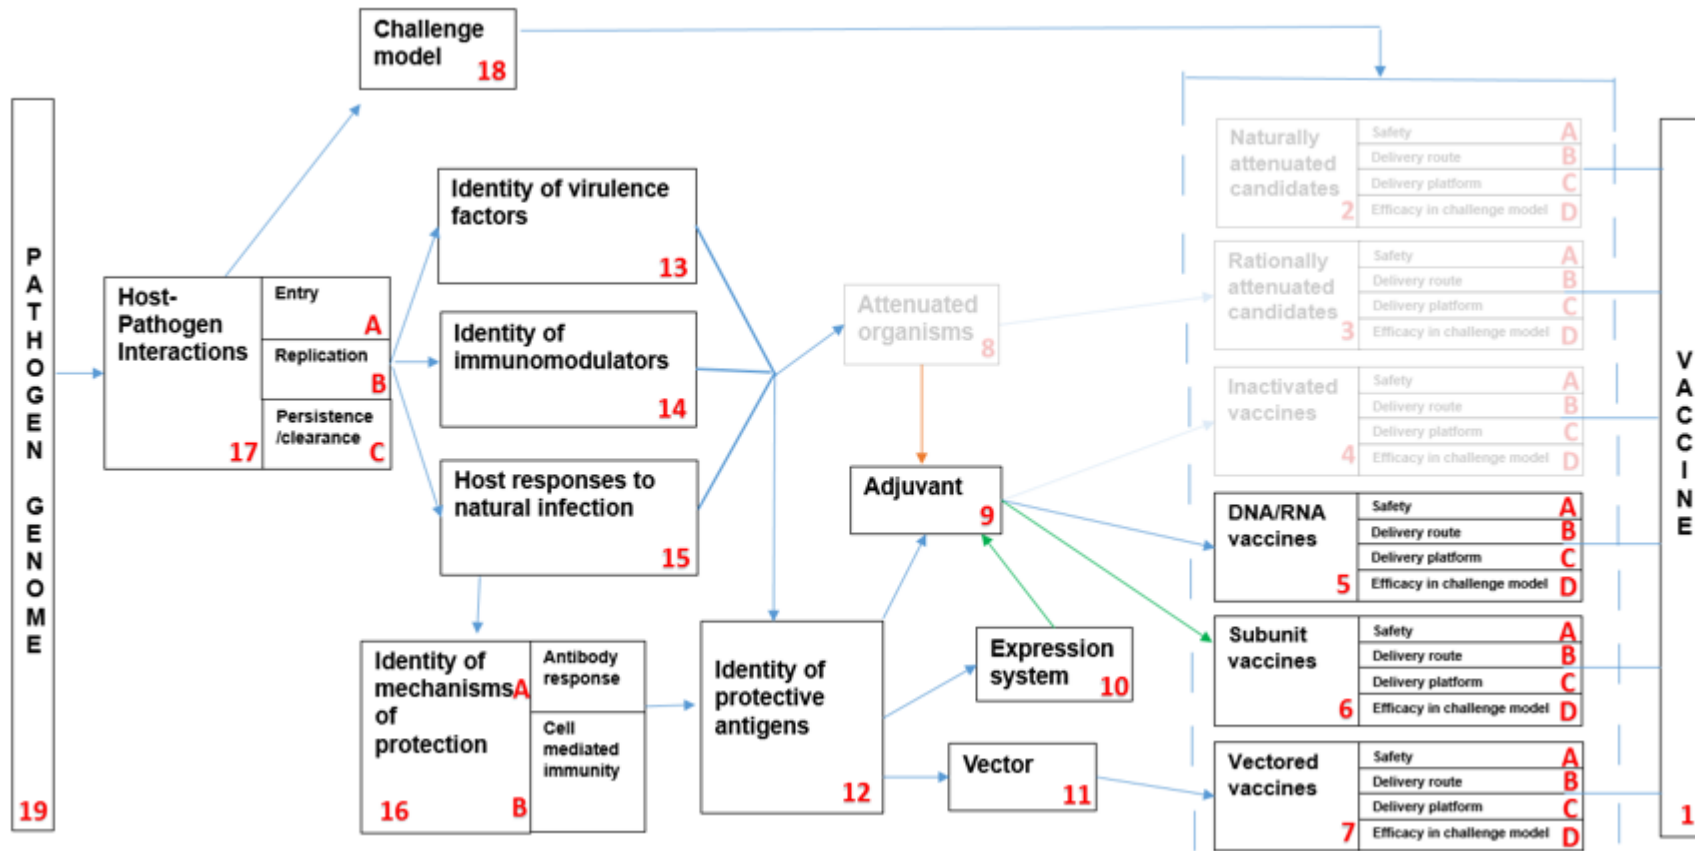 Challenge
model
18
PATHOGEN GENOME
19
Host-
Pathogen
Interactions
17
Entry
A
Replication
B
Persistence
/clearance
C
Identity of virulence
factors
13
Identity of
immunomodulators
14
Host responses to
natural infection
15
Identity of
mechanisms
of
protection
16
Antibody
response
A
Cell
mediated
immunity
B
Identity of
protective
antigens
12
Attenuated
organisms
8
Adjuvant
9
Expression
system
10
Vector
11
Naturally
attenuated
candidates
2
Safety A
Delivery route B
Delivery platform C
Efficacy in challenge model D
Rationally
attenuated
candidates
3
Safety A
Delivery route B
Delivery platform C
Efficacy in challenge model D
Inactivated
vaccines
4
Safety A
Delivery route B
Delivery platform C
Efficacy in challenge model D
DNA/RNA
vaccines
5
Safety A
Delivery route B
Delivery platform C
Efficacy in challenge model D
Subunit
vaccines
6
Safety A
Delivery route B
Delivery platform C
Efficacy in challenge model D
Vectored
vaccines
7
Safety A
Delivery route B
Delivery platform C
Efficacy in challenge model D
VACCINE
1